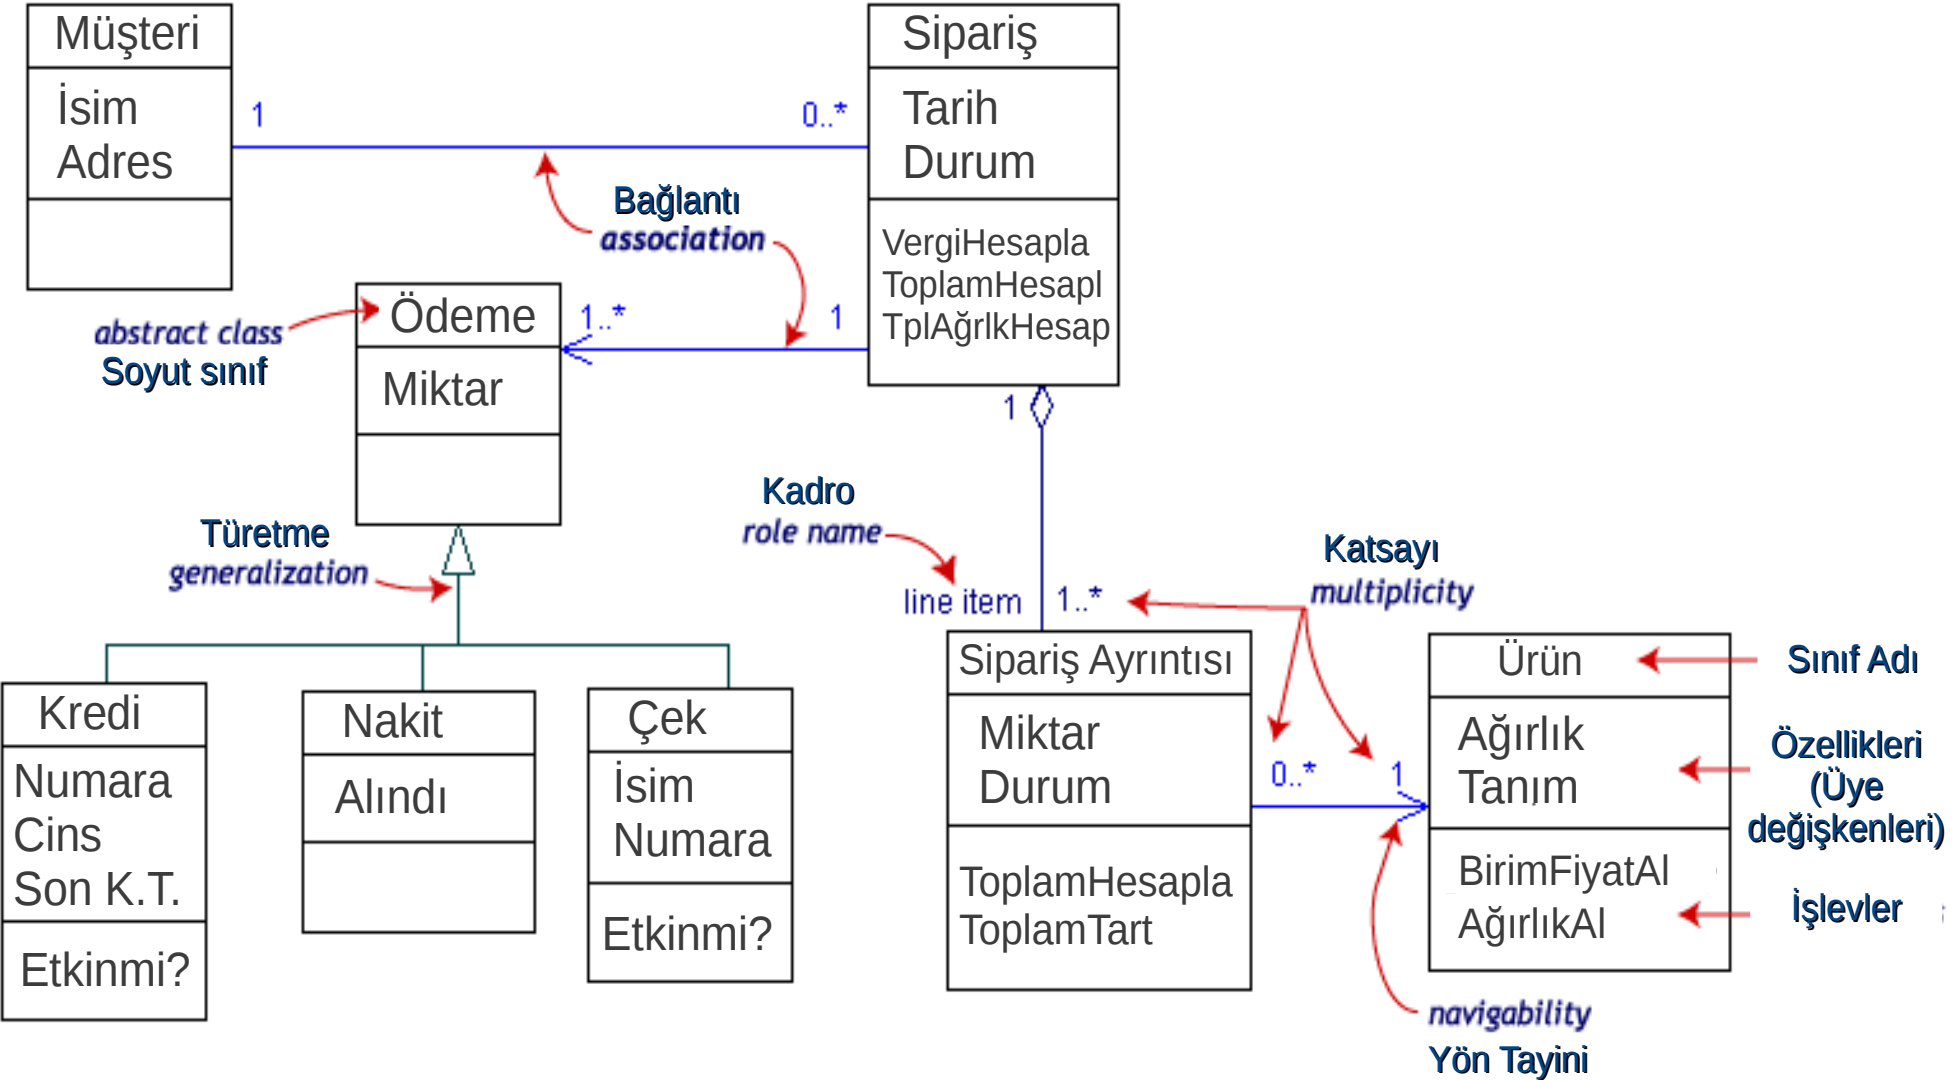 Müşteri
İsim
Adres
1
0..*
Sipariş
Tarih
Durum
VergiHesapla
ToplamHesapl
TplAğrlkHesap
Bağlantı
association
abstract class
Soyut sınıf
Ödeme
Miktar
1..*
1
1
Kadro
role name
line item
1..*
Türetme
generalization
Katsayı
multiplicity
Kredi
Numara
Cins
Son K.T.
Etkinmi?
Nakit
Alındı
Çek
İsim
Numara
Etkinmi?
Sipariş Ayrıntısı
Miktar
Durum
ToplamHesapla
ToplamTart
0..*
1
Ürün
Ağırlık
Tanım
BirimFiyatAl
AğırlıkAl
Sınıf Adı
Özellikleri
(Üye
değişkenleri)
İşlevler
navigability
Yön Tayini